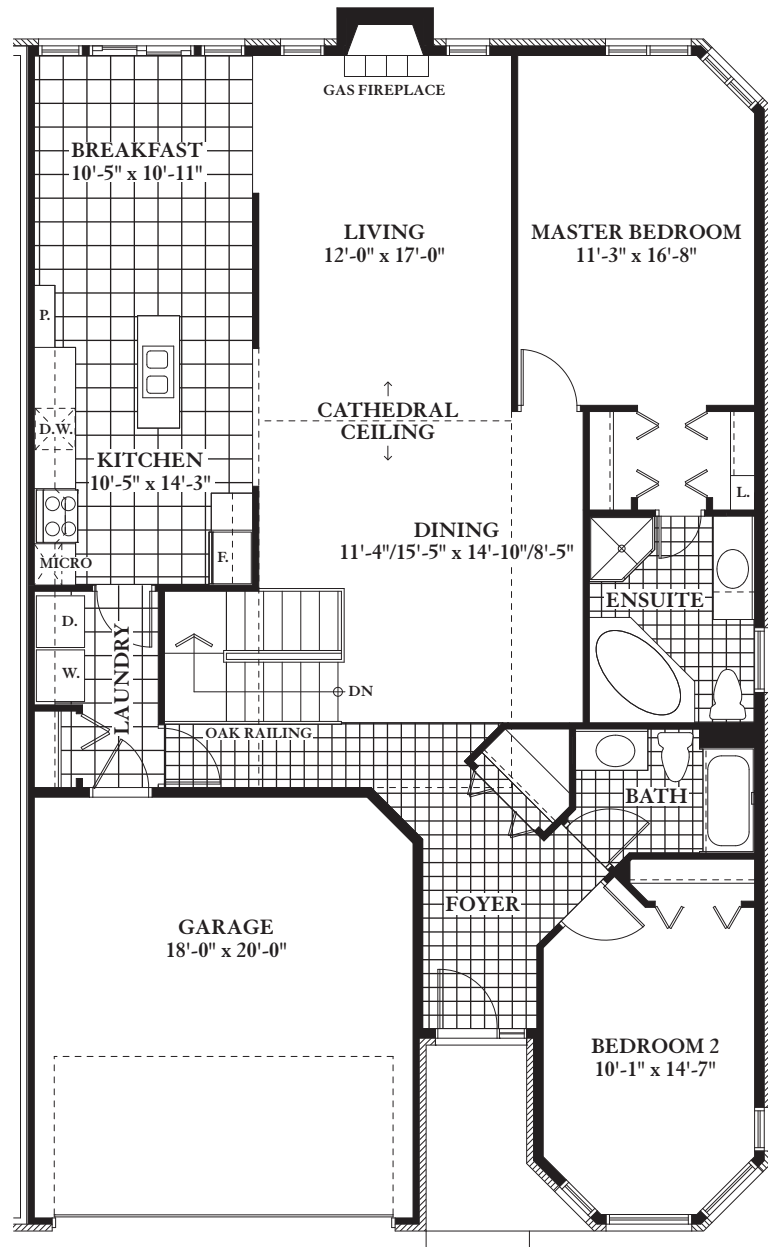 GAS FIREPLACE
BREAKFAST
10'-5" x 10'-11"
LIVING
12'-0" x 17'-0"
MASTER BEDROOM
11'-3" x 16'-8"
P.
CATHEDRAL
CEILING
D.W.
KITCHEN
10'-5" x 14'-3"
L.
DINING
11'-4"/15'-5" x 14'-10"/8'-5"
F.
MICRO
ENSUITE
D.
W.
LAUNDRY
DN
OAK RAILING
BATH
FOYER
GARAGE
18'-0" x 20'-0"
BEDROOM 2
10'-1" x 14'-7"